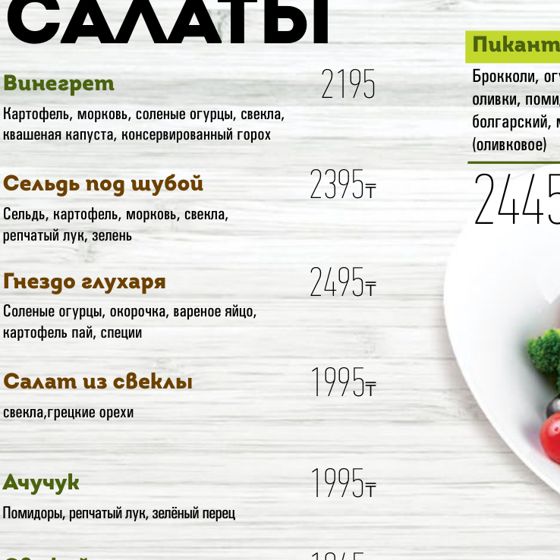 САЛАТЫ
Винегрет 2195
Картофель, морковь, соленые огурцы, свекла,
квашеная капуста, консервированный горох
Сельдь под шубой 2395₸
Сельдь, картофель, морковь, свекла,
репчатый лук, зелень
Гнездо глухаря 2495₸
Соленые огурцы, окорочка, вареное яйцо,
картофель пай, специи
Салат из свеклы 1995₸
свекла,грецкие орехи
Ачучук 1995₸
Помидоры, репчатый лук, зелёный перец
Брокколи,
оливки,
болгарский,
(оливковое)
2445